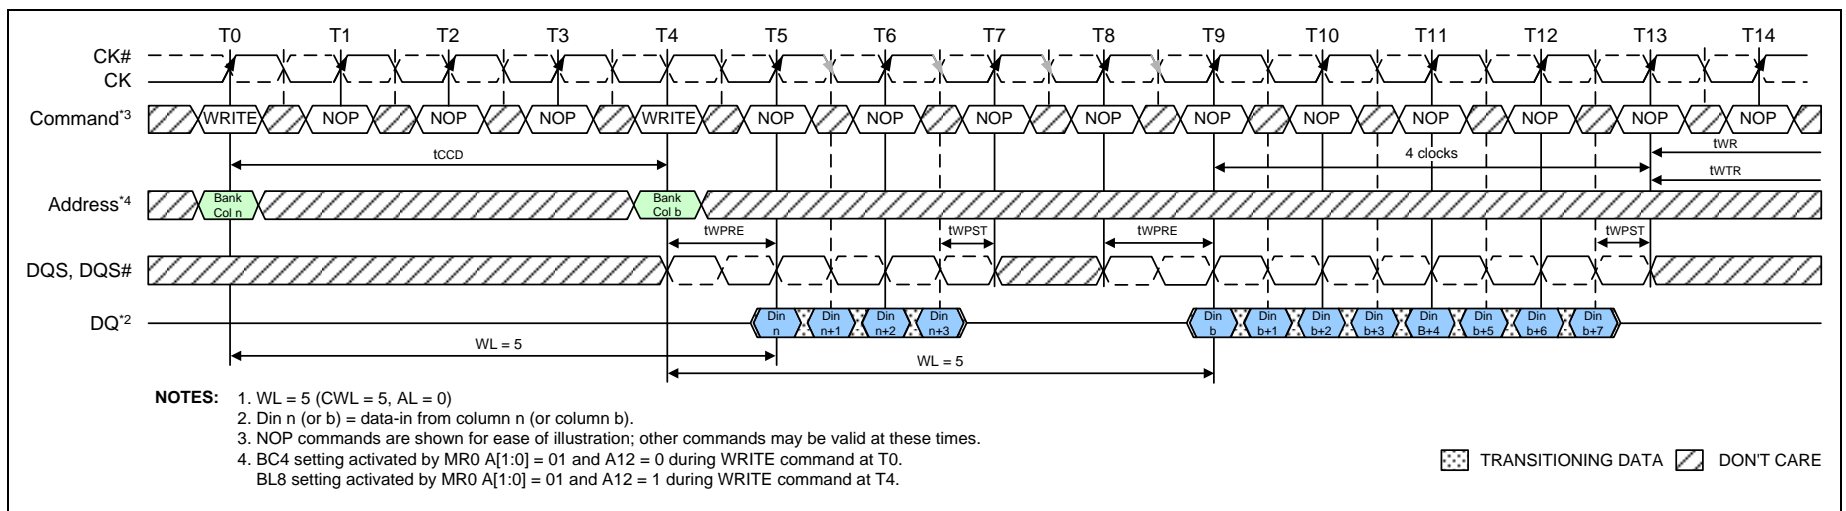 T0 T1 T2 T3 T4 T5 T6 T7 T8 T9 T10 T11 T12 T13 T14
CK#
CK
Command*3 WRITE NOP NOP NOP WRITE NOP NOP NOP NOP NOP NOP NOP NOP NOP NOP
tCCD 4 clocks tWR
tWTR
Address*4 Bank Col n Bank Col b
tWPRE tWPST tWPRE tWPST
DQS, DQS#
DQ*2 Din n Din n+1 Din n+2 Din n+3 Din b Din b+1 Din b+2 Din b+3 Din B+4 Din b+5 Din b+6 Din b+7
WL = 5 WL = 5
NOTES: 1. WL = 5 (CWL = 5, AL = 0)
2. Din n (or b) = data-in from column n (or column b).
3. NOP commands are shown for ease of illustration; other commands may be valid at these times.
4. BC4 setting activated by MR0 A[1:0] = 01 and A12 = 0 during WRITE command at T0.
BL8 setting activated by MR0 A[1:0] = 01 and A12 = 1 during WRITE command at T4.
TRANSITIONING DATA DON'T CARE